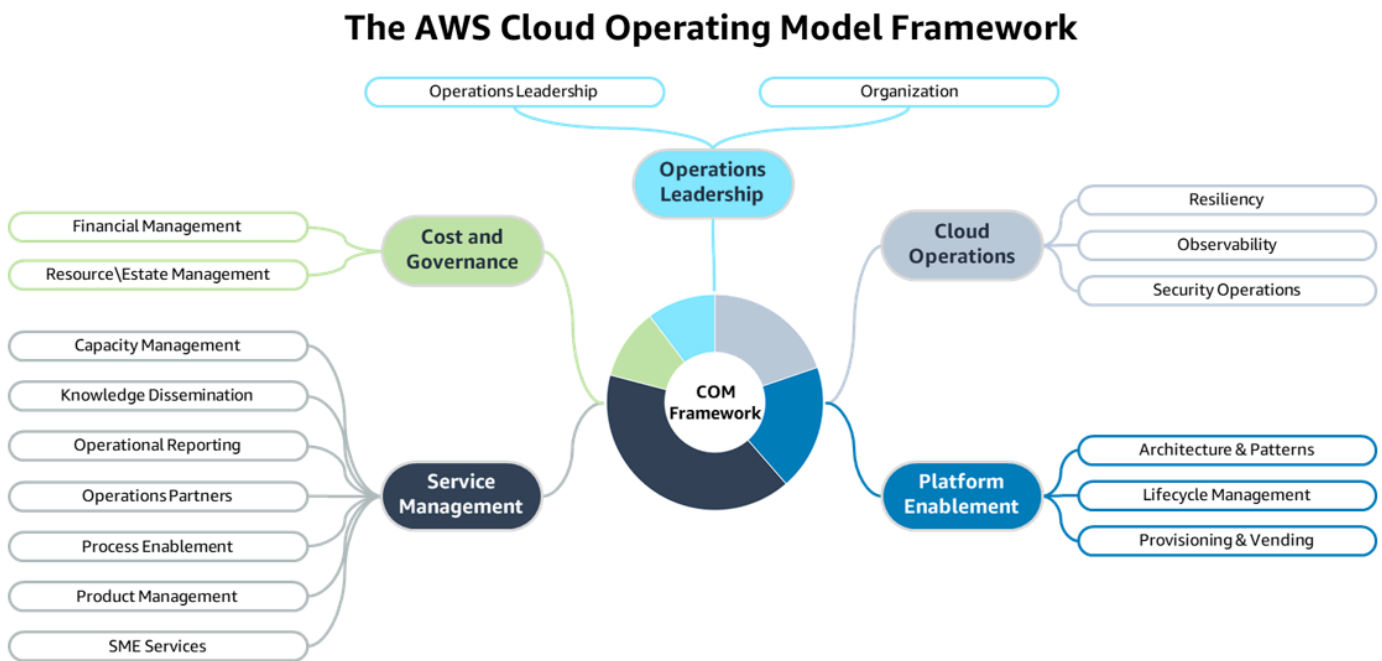 The AWS Cloud Operating Model Framework
Operations Leadership
Organization
Operations
Leadership
Cost and
Governance
Financial Management
Resource\Estate Management
Cloud
Operations
Resiliency
Observability
Security Operations
COM
Framework
Service
Management
Capacity Management
Knowledge Dissemination
Operational Reporting
Operations Partners
Process Enablement
Product Management
SME Services
Platform
Enablement
Architecture & Patterns
Lifecycle Management
Provisioning & Vending